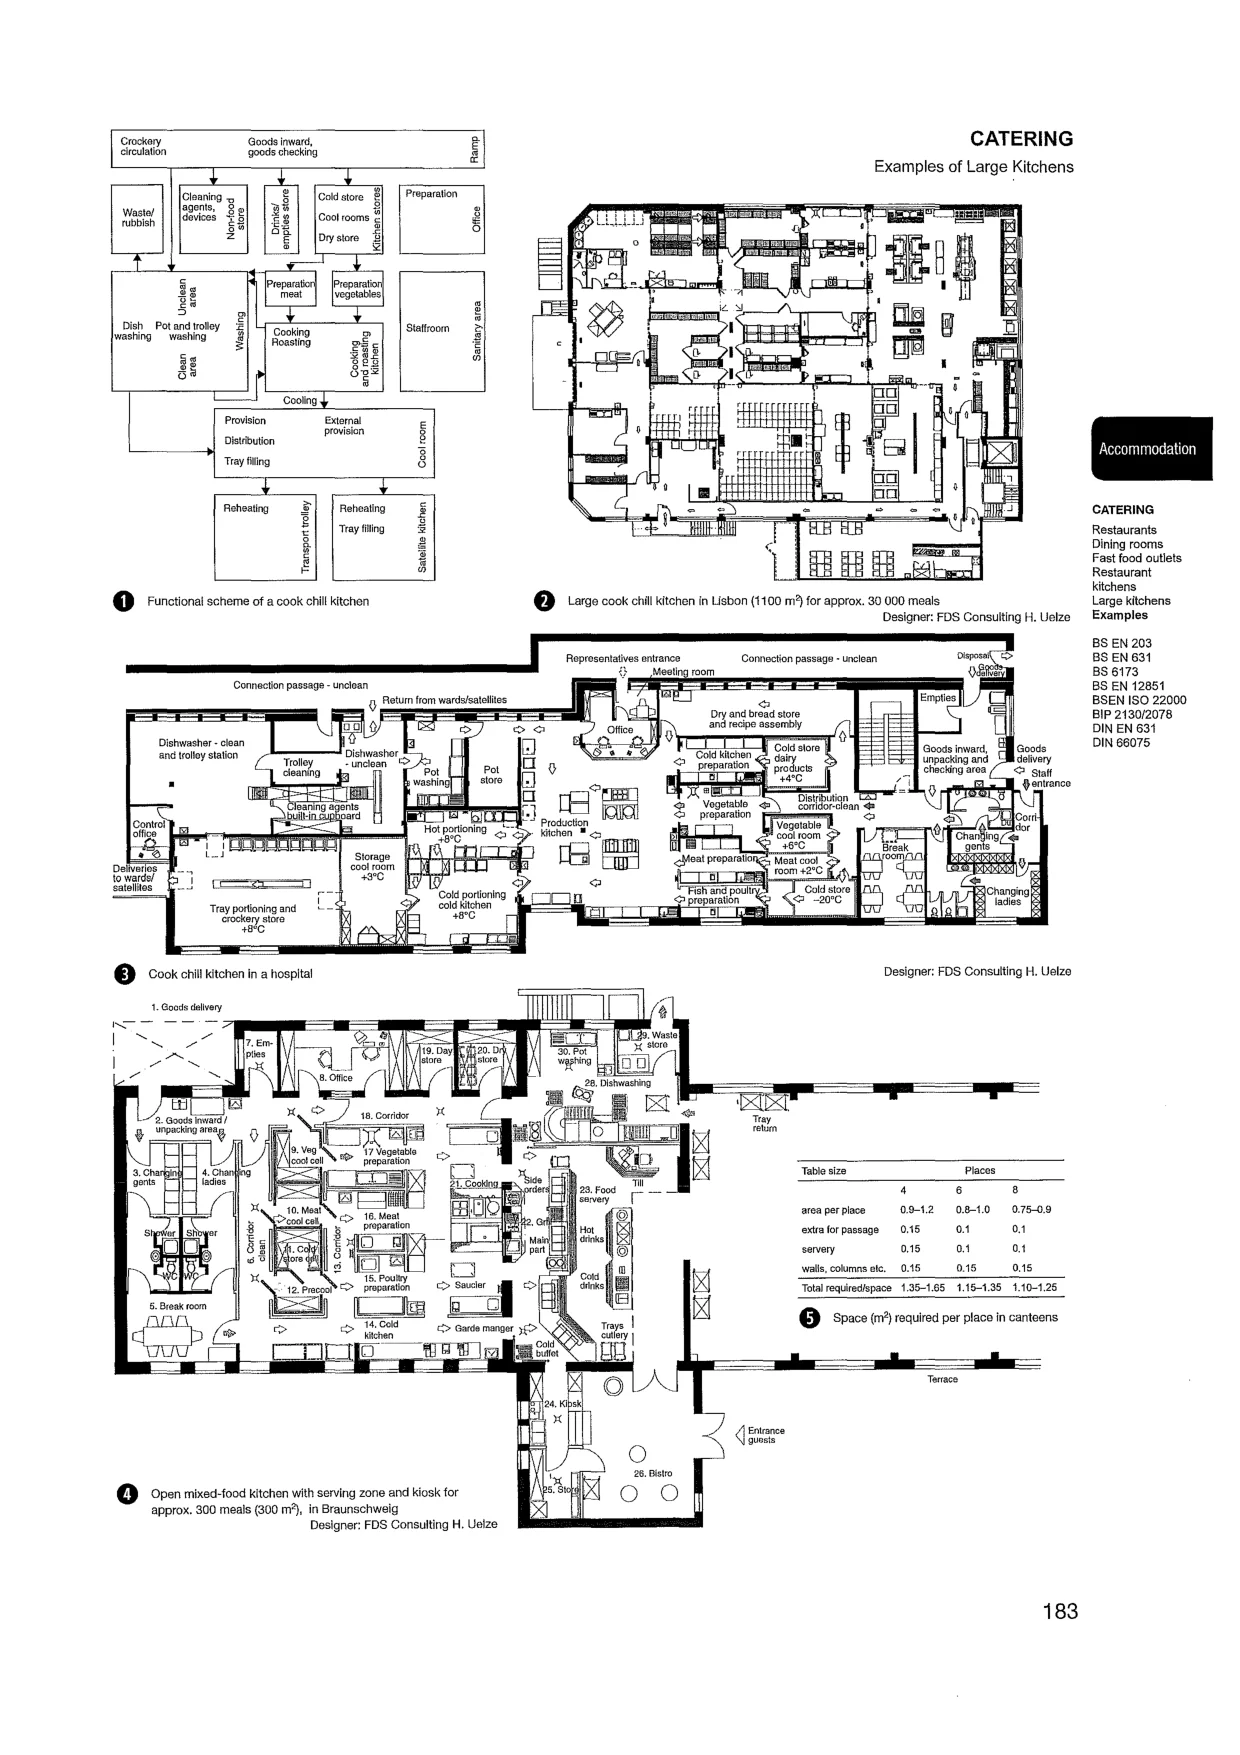 CATERING
Examples of Large Kitchens
Crockery
circulation
Goods inward,
goods checking
Ramp
Waste/
rubbish
Cleaning
agents,
devices
Non-food
store
Drinks/
empties store
Cold store
Cool rooms
Dry store
Kitchen stores
Preparation
Office
Unclean
area
Dish
washing
Pot and trolley
washing
Clean
area
Washing
Preparation
meat
Preparation
vegetables
Cooking
Roasting
Cooking
and roasting
kitchen
Staffroom
Sanitary area
Cooling
Provision
External
provision
Distribution
Tray filling
Cool room
Reheating
Transport trolley
Reheating
Tray filling
Satellite kitchen
1 Functional scheme of a cook chill kitchen
2 Large cook chill kitchen in Lisbon (1100 m²) for approx. 30 000 meals
Designer: FDS Consulting H. Uelze
Accommodation
CATERING
Restaurants
Dining rooms
Fast food outlets
Restaurant
kitchens
Large kitchens
Examples
BS EN 203
BS EN 631
BS 6173
BS EN 12851
BSEN ISO 22000
BIP 2130/2078
DIN EN 631
DIN 66075
Representatives entrance
Connection passage - unclean
Disposal
Meeting room
Goods
delivery
Connection passage - unclean
Return from wards/satellites
Empties
Dry and bread store
and recipe assembly
Office
Dishwasher - clean
and trolley station
Trolley
cleaning
Dishwasher
- unclean
Pot
washing
Pot
store
Cold kitchen
preparation
Cold store
dairy
products
+4°C
Goods inward,
unpacking and
checking area
Goods
delivery
Staff
entrance
Cleaning agents
built-in cupboard
Control
office
Hot portioning
+8°C
Production
kitchen
Vegetable
preparation
Distribution
corridor-clean
Vegetable
cool room
+6°C
Corri-
dor
Changing
gents
Break
room
Deliveries
to wards/
satellites
Storage
cool room
+3°C
Meat preparation
Meat cool
room +2°C
Cold portioning
cold kitchen
+8°C
Fish and poultry
preparation
Cold store
–20°C
Changing
ladies
Tray portioning and
crockery store
+8°C
3 Cook chill kitchen in a hospital
Designer: FDS Consulting H. Uelze
1. Goods delivery
7. Em-
pties
8. Office
19. Day
store
20. Dry
store
30. Pot
washing
29. Waste
store
28. Dishwashing
2. Goods inward /
unpacking area
18. Corridor
Tray
return
9. Veg
cool cell
17 Vegetable
preparation
3. Changing
gents
4. Changing
ladies
21. Cooking
Side
orders
23. Food
servery
Till
10. Meat
cool cell
16. Meat
preparation
22. Grill
Main
part
Hot
drinks
Shower
Shower
6. Corridor
clean
11. Cold
store
13. Corridor
WC
WC
12. Precool
15. Poultry
preparation
Saucier
Cold
drinks
5. Break room
14. Cold
kitchen
Garde manger
Trays
cutlery
Cold
buffet
24. Kiosk
25. Store
26. Bistro
Entrance
guests
Terrace
Table size Places
4 6 8
area per place 0.9–1.2 0.8–1.0 0.75–0.9
extra for passage 0.15 0.1 0.1
servery 0.15 0.1 0.1
walls, columns etc. 0.15 0.15 0.15
Total required/space 1.35–1.65 1.15–1.35 1.10–1.25
5 Space (m²) required per place in canteens
4 Open mixed-food kitchen with serving zone and kiosk for
approx. 300 meals (300 m²), in Braunschweig
Designer: FDS Consulting H. Uelze
183